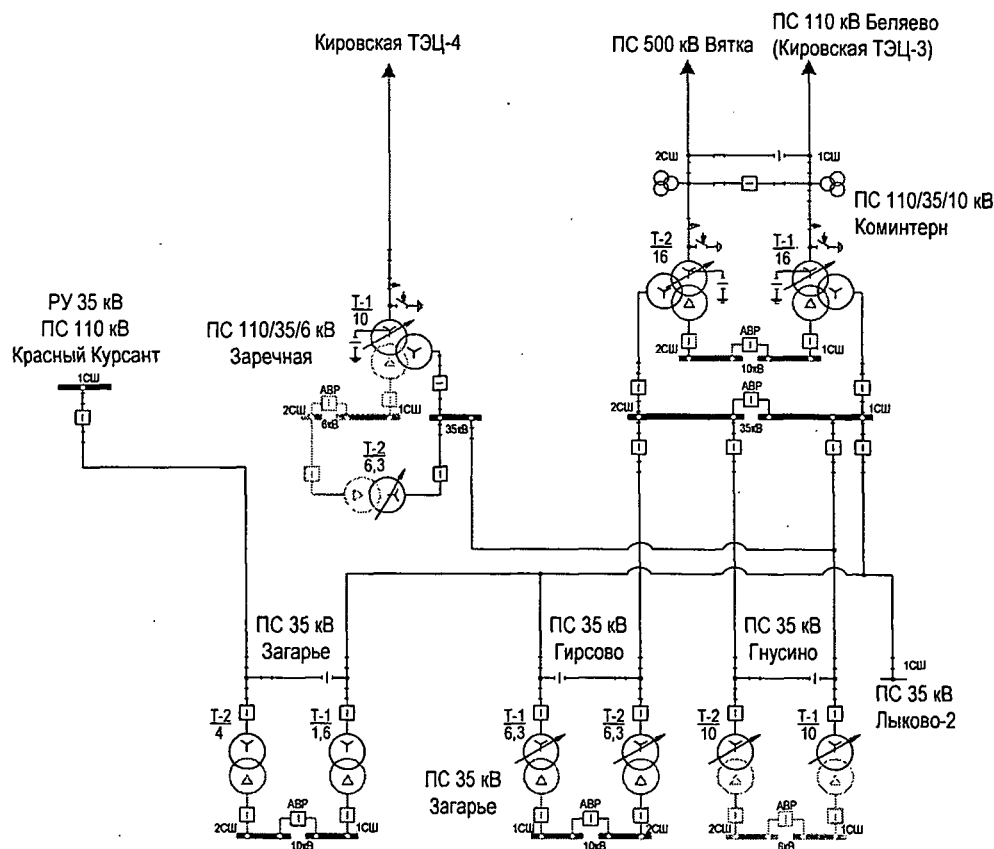 Кировская ТЭЦ-4
ПС 500 кВ Вятка
ПС 110 кВ Беляево
(Кировская ТЭЦ-3)
2СШ
1СШ
ПС 110/35/10 кВ
Коминтерн
Т-2
16
Т-1
16
АВР
2СШ
1СШ
10кВ
РУ 35 кВ
ПС 110 кВ
Красный Курсант
1СШ
ПС 110/35/6 кВ
Заречная
Т-1
10
АВР
2СШ
1СШ
6кВ
35кВ
Т-2
6,3
АВР
2СШ
1СШ
35кВ
ПС 35 кВ
Загарье
ПС 35 кВ
Гирсово
ПС 35 кВ
Гнусино
1СШ
ПС 35 кВ
Лыково-2
Т-2
4
Т-1
1,6
Т-1
6,3
Т-2
6,3
Т-2
10
Т-1
10
ПС 35 кВ
Загарье
АВР
2СШ
1СШ
10кВ
АВР
1СШ
2СШ
10кВ
АВР
2СШ
1СШ
6кВ